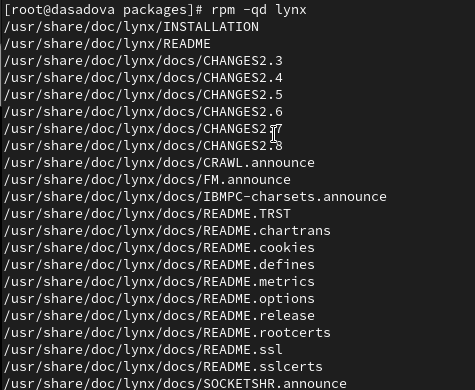 [root@dasadova packages]# rpm -qd lynx
/usr/share/doc/lynx/INSTALLATION
/usr/share/doc/lynx/README
/usr/share/doc/lynx/docs/CHANGES2.3
/usr/share/doc/lynx/docs/CHANGES2.4
/usr/share/doc/lynx/docs/CHANGES2.5
/usr/share/doc/lynx/docs/CHANGES2.6
/usr/share/doc/lynx/docs/CHANGES2.7
/usr/share/doc/lynx/docs/CHANGES2.8
/usr/share/doc/lynx/docs/CRAWL.announce
/usr/share/doc/lynx/docs/FM.announce
/usr/share/doc/lynx/docs/IBMPC-charsets.announce
/usr/share/doc/lynx/docs/README.TRST
/usr/share/doc/lynx/docs/README.chartrans
/usr/share/doc/lynx/docs/README.cookies
/usr/share/doc/lynx/docs/README.defines
/usr/share/doc/lynx/docs/README.metrics
/usr/share/doc/lynx/docs/README.options
/usr/share/doc/lynx/docs/README.release
/usr/share/doc/lynx/docs/README.rootcerts
/usr/share/doc/lynx/docs/README.ssl
/usr/share/doc/lynx/docs/README.sslcerts
/usr/share/doc/lynx/docs/SOCKETSHR.announce